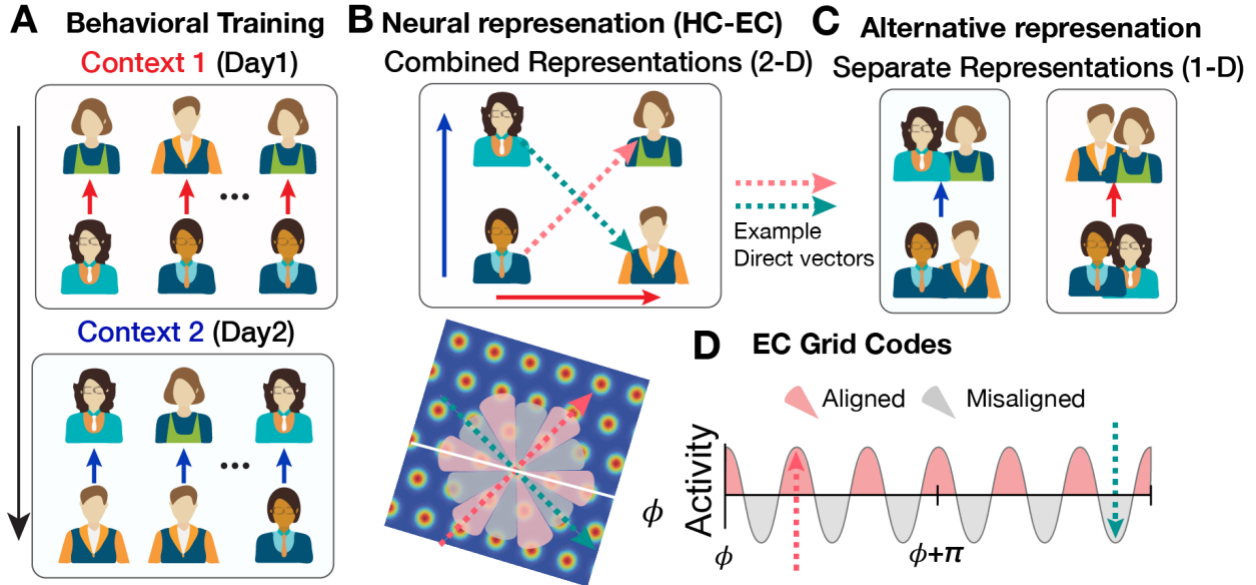 A Behavioral Training
Context 1 (Day1)
...
Context 2 (Day2)
...
B Neural represenation (HC-EC)
Combined Representations (2-D)
Example
Direct vectors
C Alternative represenation
Separate Representations (1-D)
ϕ
D EC Grid Codes
Aligned Misaligned
Activity
ϕ ϕ+π